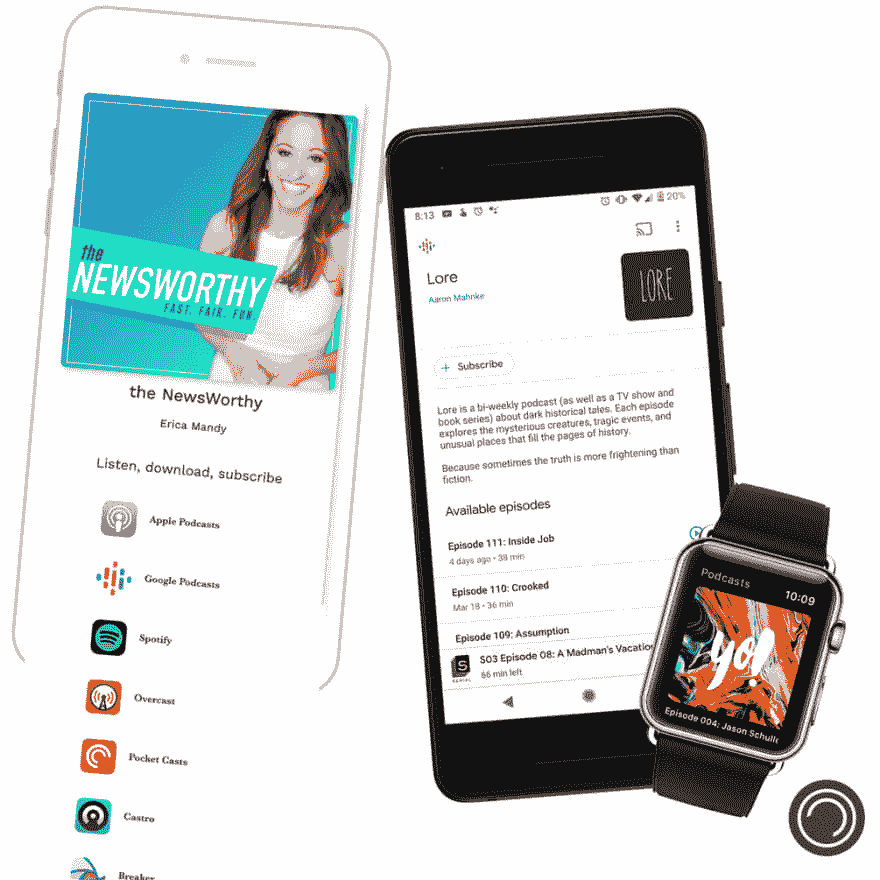 the
NEWSWORTHY
FAST. FAIR. FUN.
the NewsWorthy
Erica Mandy
Listen, download, subscribe
Apple Podcasts
Google Podcasts
Spotify
Overcast
Pocket Casts
Castro
Breaker
8:13
20%
Lore
Aaron Mahnke
LORE
+ Subscribe
Lore is a bi-weekly podcast (as well as a TV show and
book series) about dark historical tales. Each episode
explores the mysterious creatures, tragic events, and
unusual places that fill the pages of history.
Because sometimes the truth is more frightening than
fiction.
Available episodes
Episode 111: Inside Job
4 days ago • 38 min
Episode 110: Crooked
Mar 18 • 36 min
Episode 109: Assumption
S
SERIAL
S03 Episode 08: A Madman's Vacation
66 min left
Podcasts
10:09
yo!
Episode 004: Jason Schulle